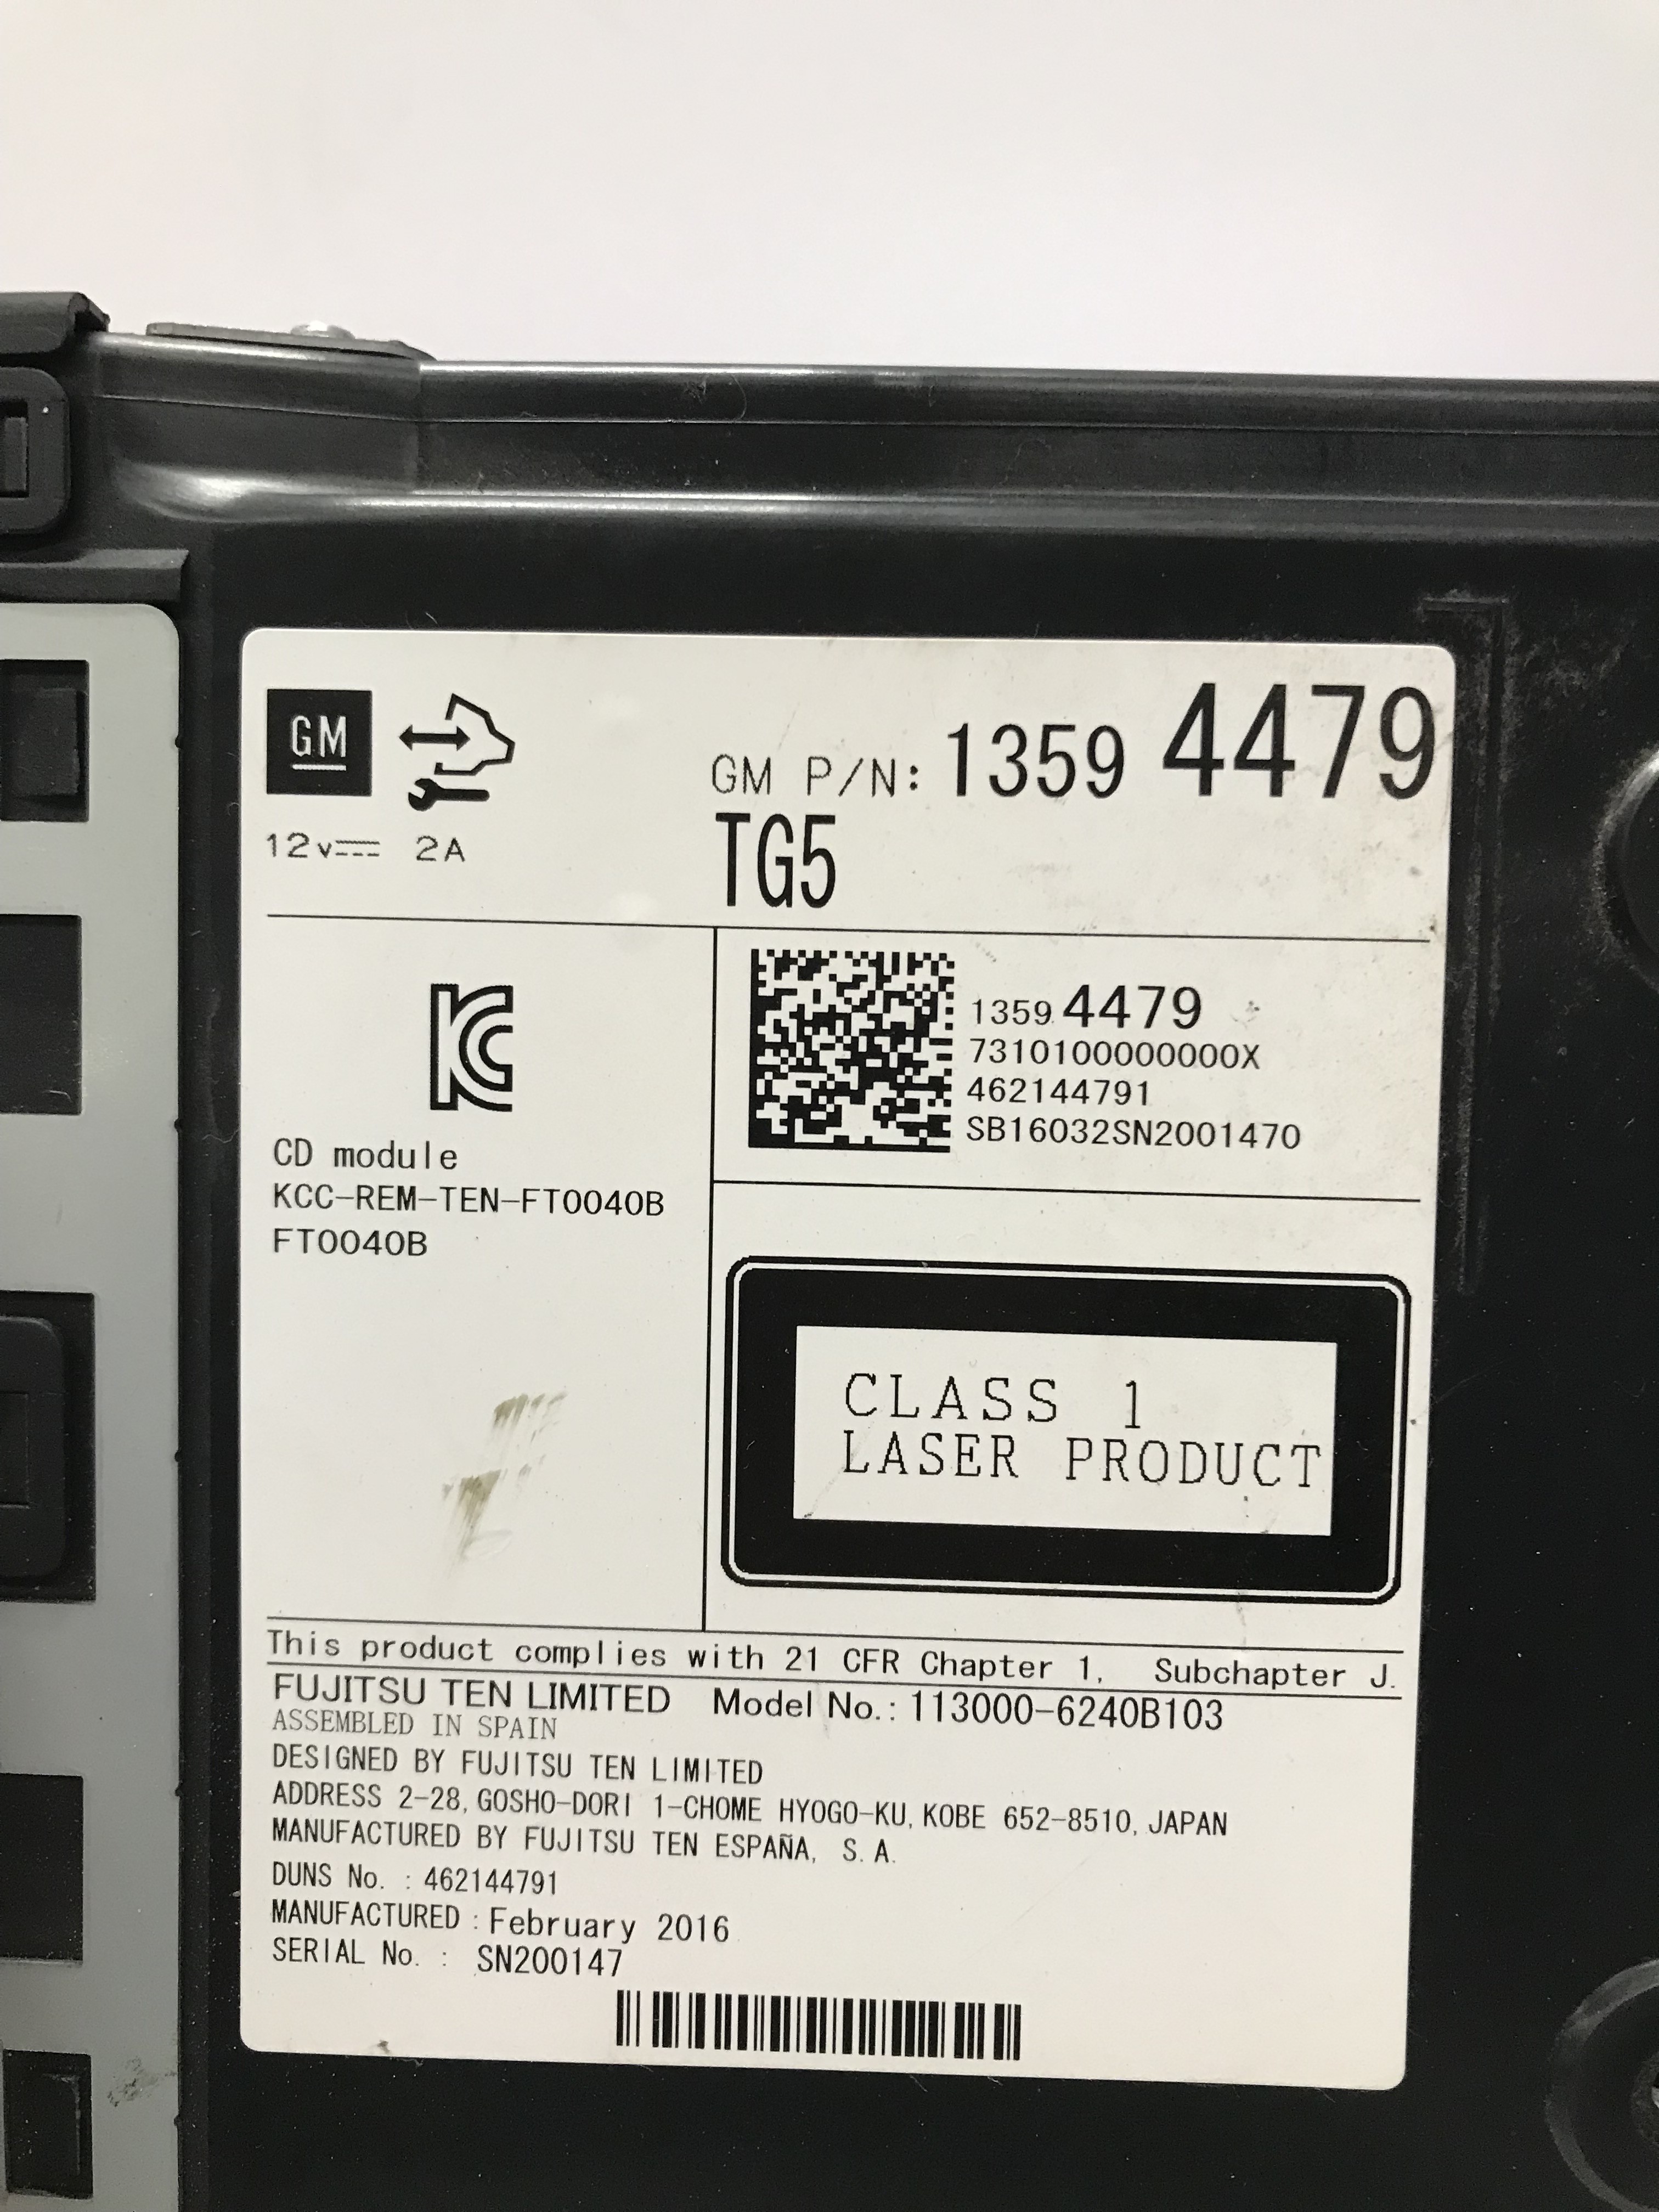 GM
12v 2A
GM P/N: 1359 4479
TG5
1359 4479
7310100000000X
462144791
SB16032SN2001470
KC
CD module
KCC-REM-TEN-FT0040B
FT0040B
CLASS 1
LASER PRODUCT
This product complies with 21 CFR Chapter 1, Subchapter J.
FUJITSU TEN LIMITED Model No.: 113000-6240B103
ASSEMBLED IN SPAIN
DESIGNED BY FUJITSU TEN LIMITED
ADDRESS 2-28, GOSHO-DORI 1-CHOME HYOGO-KU, KOBE 652-8510, JAPAN
MANUFACTURED BY FUJITSU TEN ESPAÑA, S.A.
DUNS No. : 462144791
MANUFACTURED : February 2016
SERIAL No. : SN200147